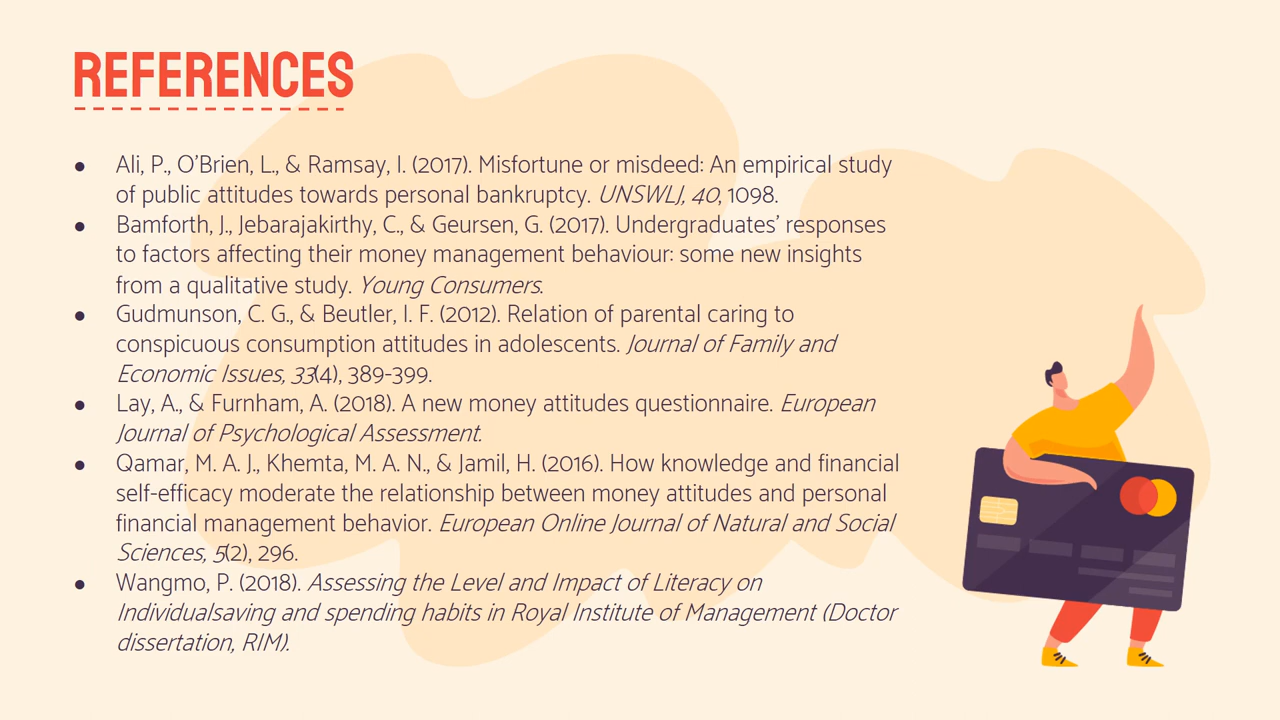 REFERENCES
● Ali, P., O’Brien, L., & Ramsay, I. (2017). Misfortune or misdeed: An empirical study
of public attitudes towards personal bankruptcy. UNSWLJ, 40, 1098.
● Bamforth, J., Jebarajakirthy, C., & Geursen, G. (2017). Undergraduates’ responses
to factors affecting their money management behaviour: some new insights
from a qualitative study. Young Consumers.
● Gudmunson, C. G., & Beutler, I. F. (2012). Relation of parental caring to
conspicuous consumption attitudes in adolescents. Journal of Family and
Economic Issues, 33(4), 389-399.
● Lay, A., & Furnham, A. (2018). A new money attitudes questionnaire. European
Journal of Psychological Assessment.
● Qamar, M. A. J., Khemta, M. A. N., & Jamil, H. (2016). How knowledge and financial
self-efficacy moderate the relationship between money attitudes and personal
financial management behavior. European Online Journal of Natural and Social
Sciences, 5(2), 296.
● Wangmo, P. (2018). Assessing the Level and Impact of Literacy on
Individualsaving and spending habits in Royal Institute of Management (Doctor
dissertation, RIM).